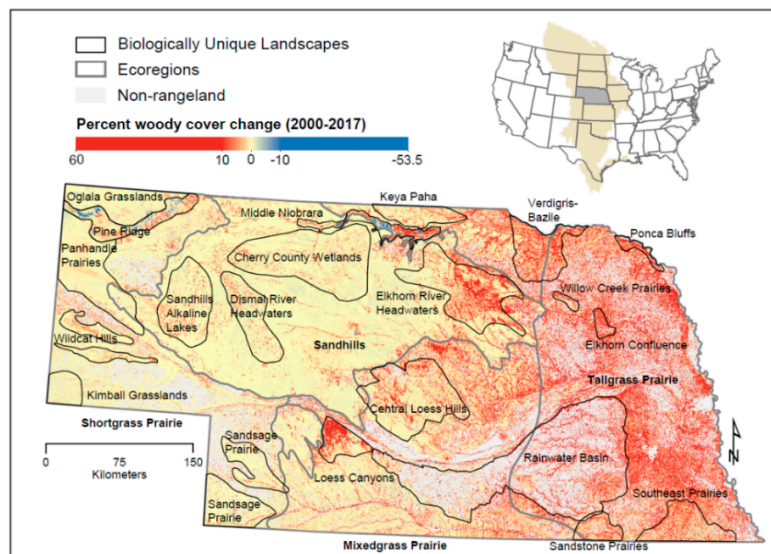 Biologically Unique Landscapes
Ecoregions
Non-rangeland
Percent woody cover change (2000-2017)
60 10 0 -10 -53.5
Oglala Grasslands
Pine Ridge
Panhandle
Prairies
Middle Niobrara
Keya Paha
Verdigris-
Bazile
Ponca Bluffs
Cherry County Wetlands
Sandhills
Alkaline
Lakes
Dismal River
Headwaters
Elkhorn River
Headwaters
Willow Creek Prairies
Wildcat Hills
Sandhills
Elkhorn Confluence
Kimball Grasslands
Central Loess Hills
Tallgrass Prairie
Shortgrass Prairie
Sandsage
Prairie
Rainwater Basin
0 75 150
Kilometers
Loess Canyons
Sandsage
Prairie
Southeast Prairies
Mixedgrass Prairie
Sandstone Prairies
N